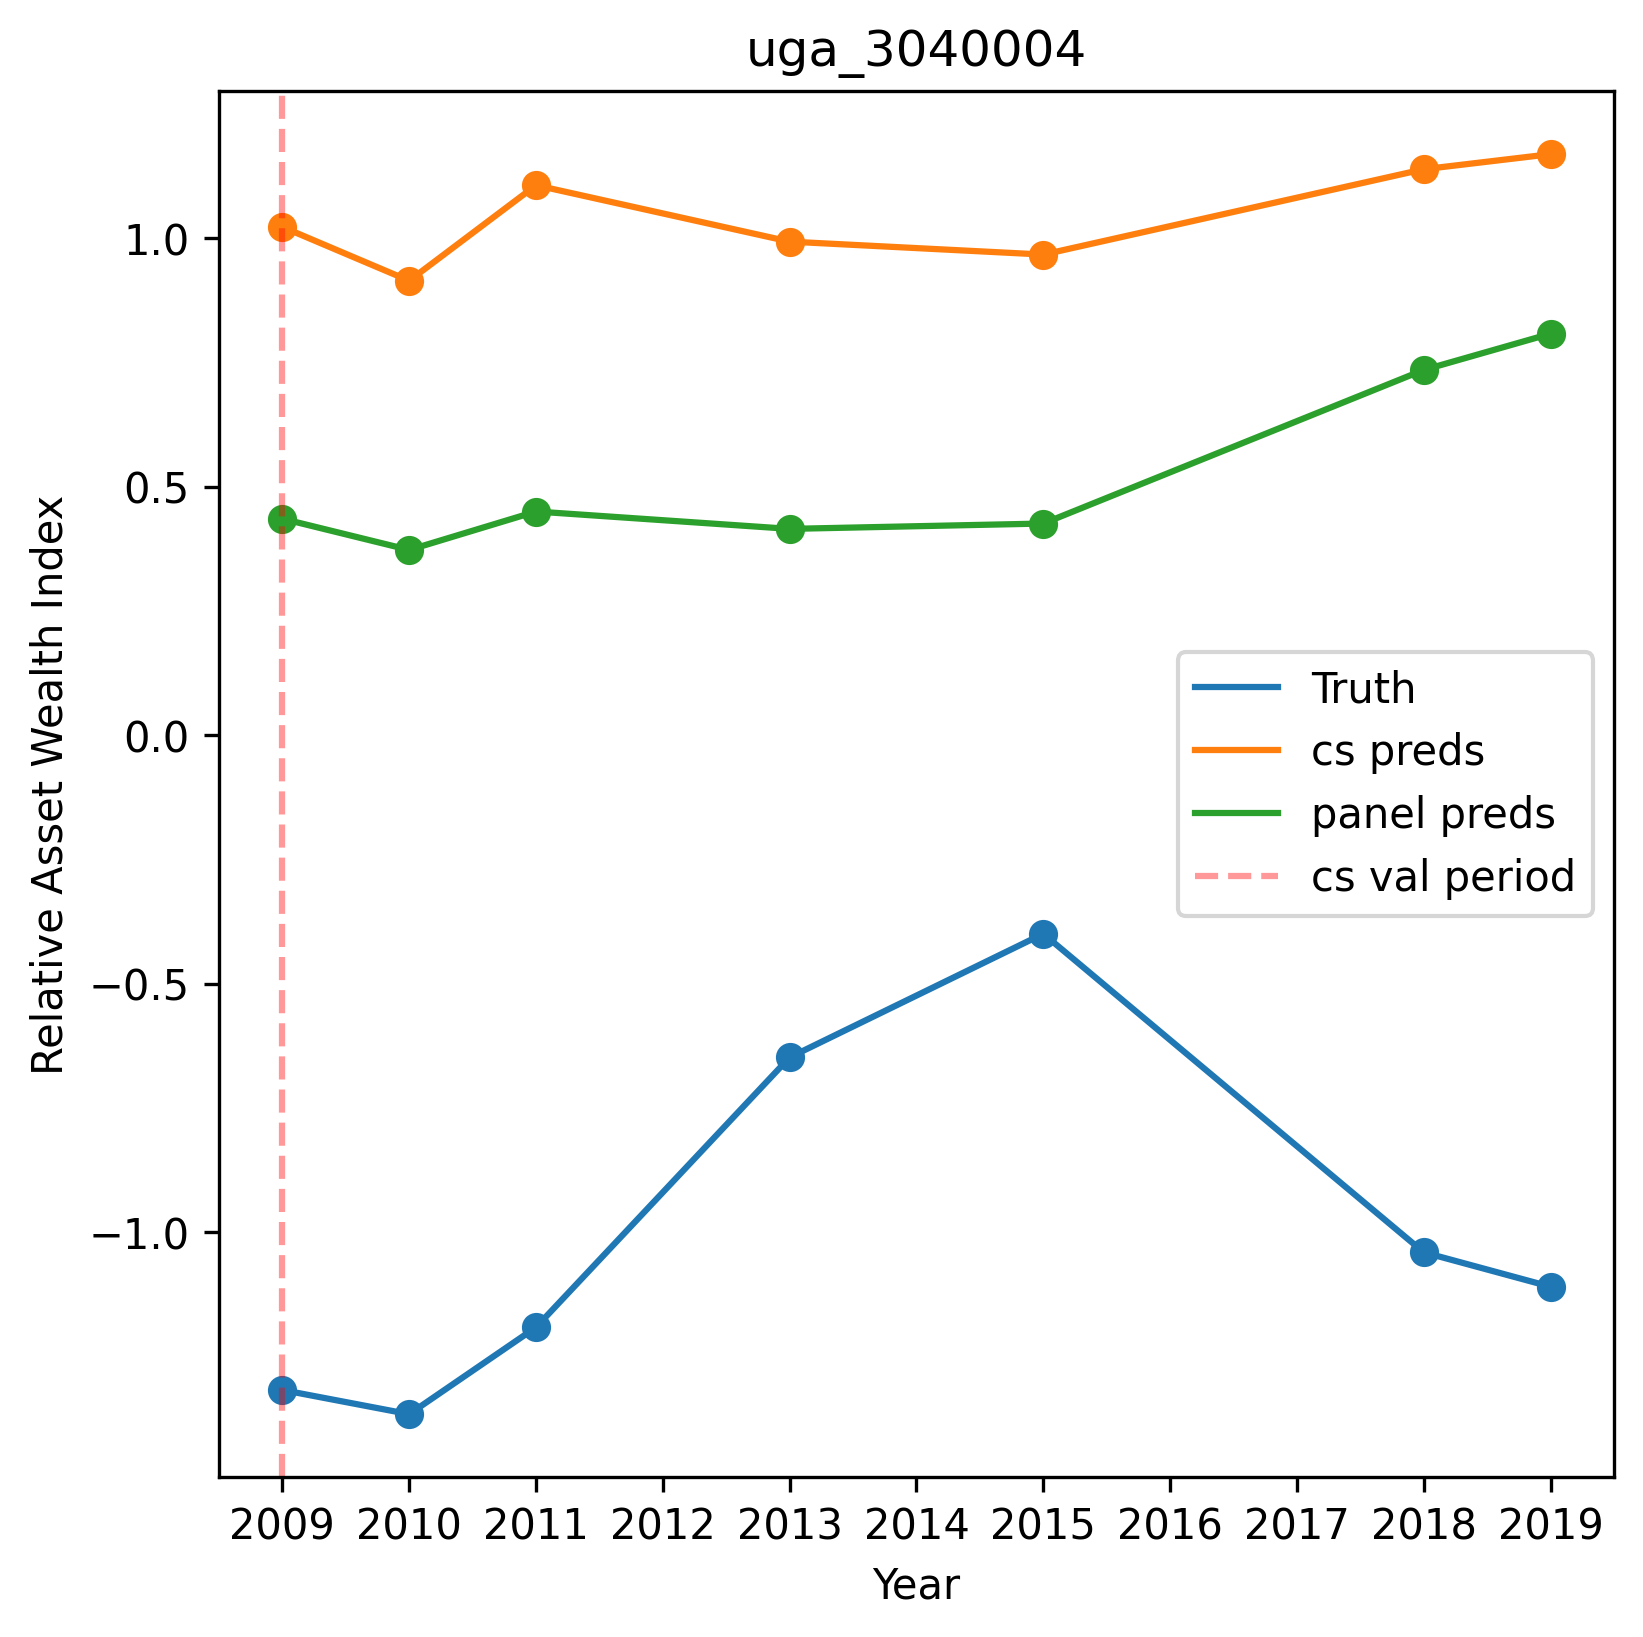 uga_3040004
1.0
0.5
0.0
−0.5
−1.0
Relative Asset Wealth Index
Truth
cs preds
panel preds
cs val period
2009 2010 2011 2012 2013 2014 2015 2016 2017 2018 2019
Year